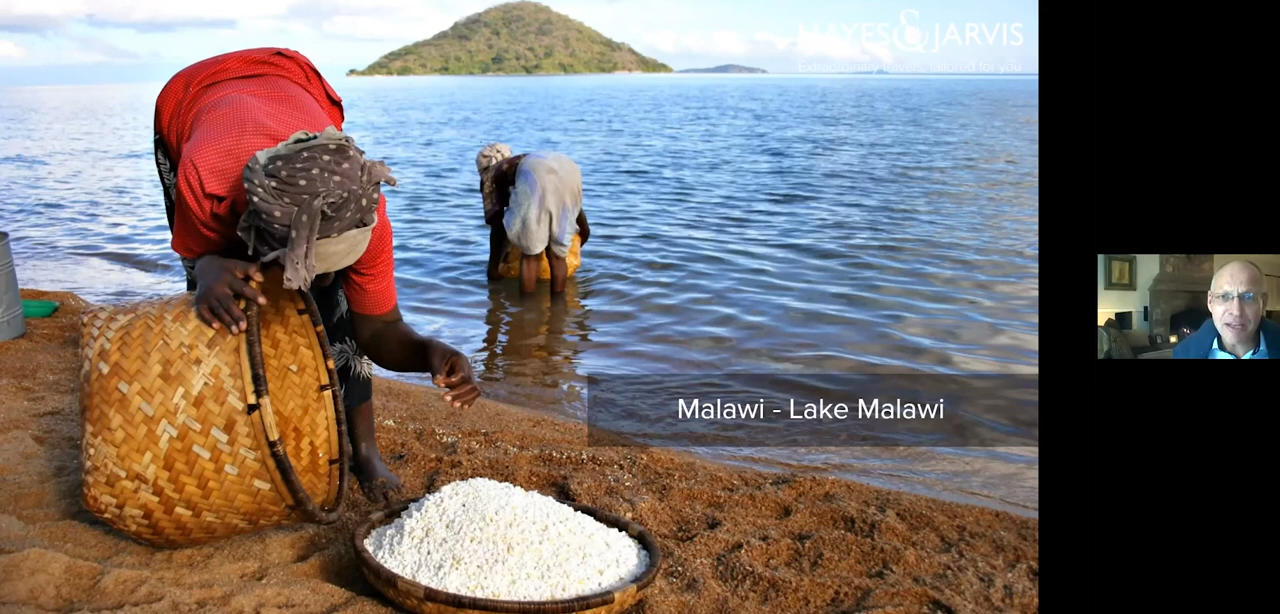 HAYES & JARVIS
Extraordinary travels, tailored for you
Malawi - Lake Malawi